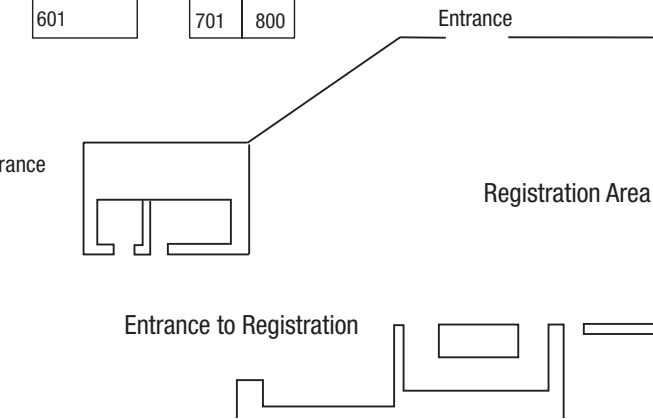 601
701
800
Entrance
Registration Area
Entrance to Registration